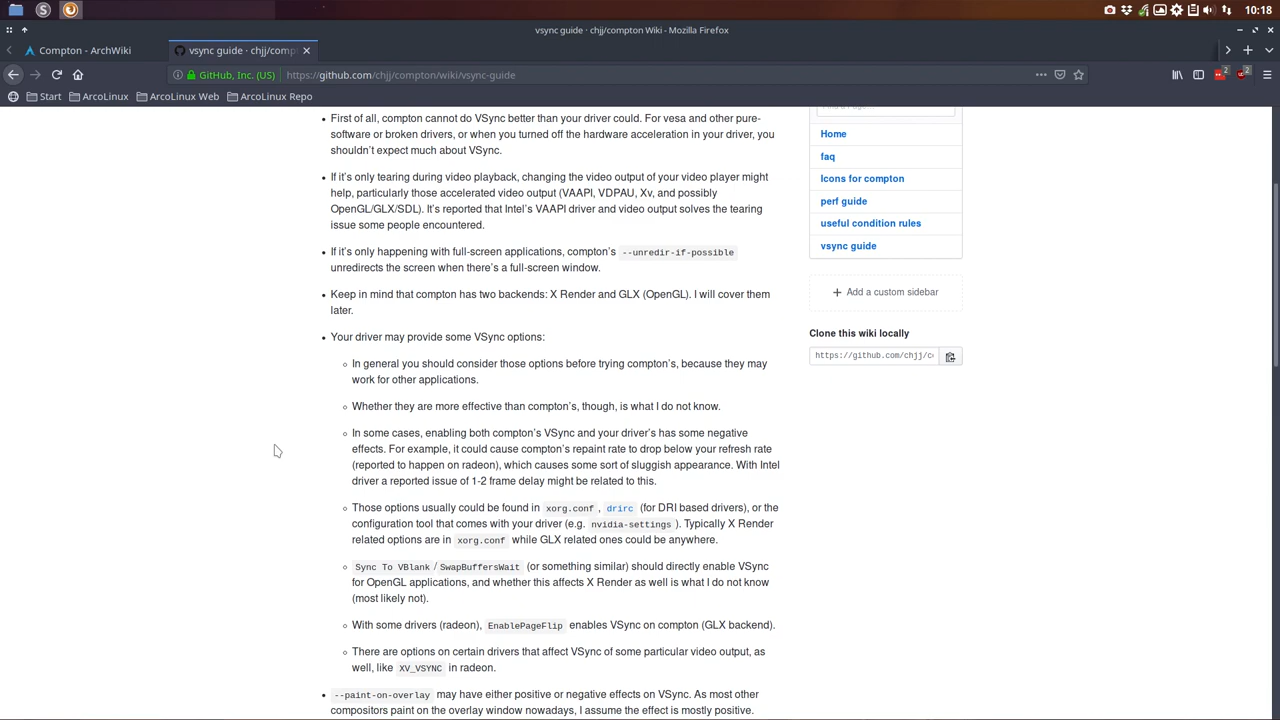 10:18
vsync guide · chjj/compton Wiki - Mozilla Firefox
Compton - ArchWiki
vsync guide · chjj/comp
GitHub, Inc. (US)
https://github.com/chjj/compton/wiki/vsync-guide
2
2
Start
ArcoLinux
ArcoLinux Web
ArcoLinux Repo
First of all, compton cannot do VSync better than your driver could. For vesa and other pure-
software or broken drivers, or when you turned off the hardware acceleration in your driver, you
shouldn't expect much about VSync.
If it's only tearing during video playback, changing the video output of your video player might
help, particularly those accelerated video output (VAAPI, VDPAU, Xv, and possibly
OpenGL/GLX/SDL). It's reported that Intel's VAAPI driver and video output solves the tearing
issue some people encountered.
If it's only happening with full-screen applications, compton's --unredir-if-possible
unredirects the screen when there's a full-screen window.
Keep in mind that compton has two backends: X Render and GLX (OpenGL). I will cover them
later.
Your driver may provide some VSync options:
In general you should consider those options before trying compton's, because they may
work for other applications.
Whether they are more effective than compton's, though, is what I do not know.
In some cases, enabling both compton's VSync and your driver's has some negative
effects. For example, it could cause compton's repaint rate to drop below your refresh rate
(reported to happen on radeon), which causes some sort of sluggish appearance. With Intel
driver a reported issue of 1-2 frame delay might be related to this.
Those options usually could be found in xorg.conf , drirc (for DRI based drivers), or the
configuration tool that comes with your driver (e.g. nvidia-settings ). Typically X Render
related options are in xorg.conf while GLX related ones could be anywhere.
Sync To VBlank / SwapBuffersWait (or something similar) should directly enable VSync
for OpenGL applications, and whether this affects X Render as well is what I do not know
(most likely not).
With some drivers (radeon), EnablePageFlip enables VSync on compton (GLX backend).
There are options on certain drivers that affect VSync of some particular video output, as
well, like XV_VSYNC in radeon.
--paint-on-overlay may have either positive or negative effects on VSync. As most other
compositors paint on the overlay window nowadays, I assume the effect is mostly positive.
Home
faq
Icons for compton
perf guide
useful condition rules
vsync guide
Add a custom sidebar
Clone this wiki locally
https://github.com/chjj/c